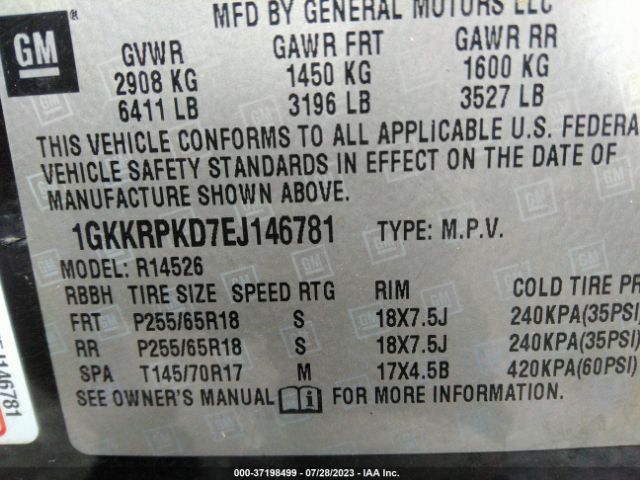 MFD BY GENERAL MOTORS LLC
GM
GVWR GAWR FRT GAWR RR
2908 KG 1450 KG 1600 KG
6411 LB 3196 LB 3527 LB
THIS VEHICLE CONFORMS TO ALL APPLICABLE U.S. FEDERA
VEHICLE SAFETY STANDARDS IN EFFECT ON THE DATE OF
MANUFACTURE SHOWN ABOVE.
1GKKRPKD7EJ146781 TYPE: M.P.V.
MODEL: R14526
RBBH TIRE SIZE SPEED RTG RIM COLD TIRE PR
FRT P255/65R18 S 18X7.5J 240KPA(35PSI)
RR P255/65R18 S 18X7.5J 240KPA(35PSI)
SPA T145/70R17 M 17X4.5B 420KPA(60PSI)
SEE OWNER'S MANUAL i FOR MORE INFORMATION.
J146781
000-37198499 - 07/28/2023 - IAA Inc.